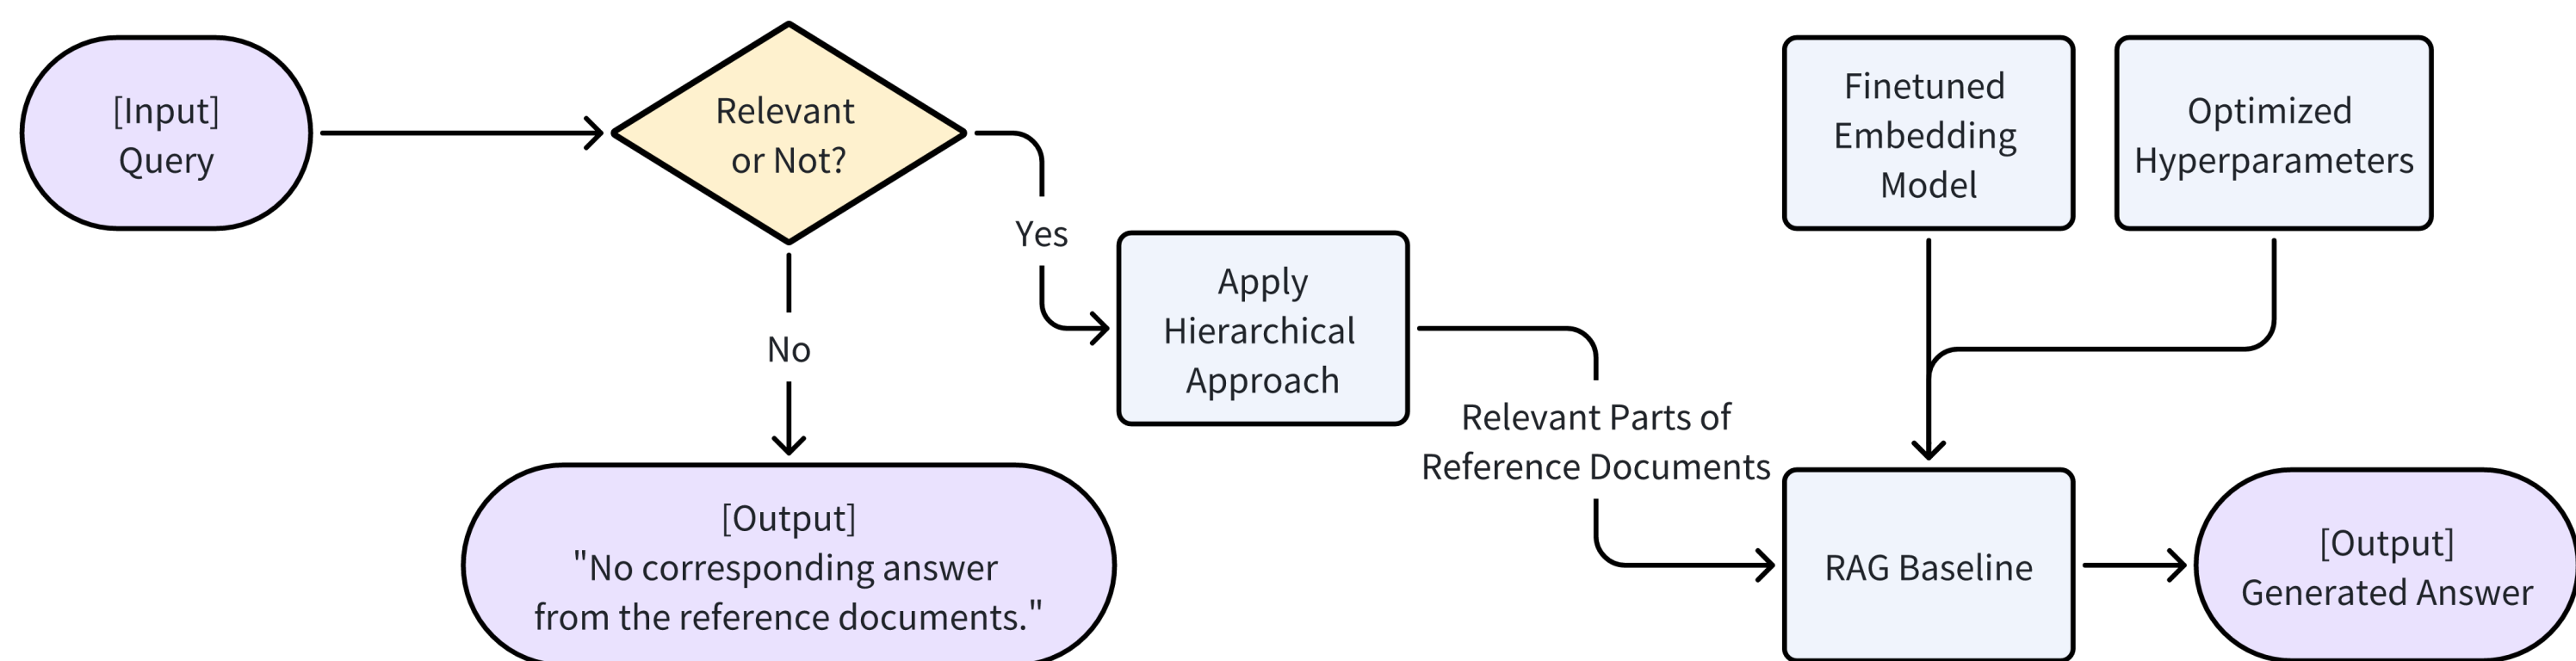 [Input]
Query
Relevant
or Not?
Yes
No
[Output]
"No corresponding answer
from the reference documents."
Apply
Hierarchical
Approach
Relevant Parts of
Reference Documents
Finetuned
Embedding
Model
Optimized
Hyperparameters
RAG Baseline
[Output]
Generated Answer